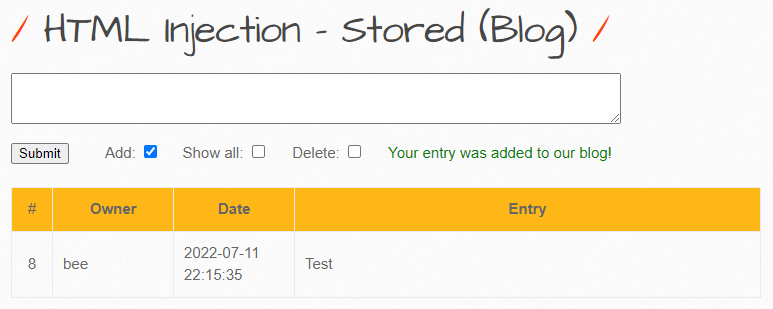 / HTML Injection - Stored (Blog) /
Submit Add: Show all: Delete: Your entry was added to our blog!
# Owner Date Entry
8 bee 2022-07-11 22:15:35 Test